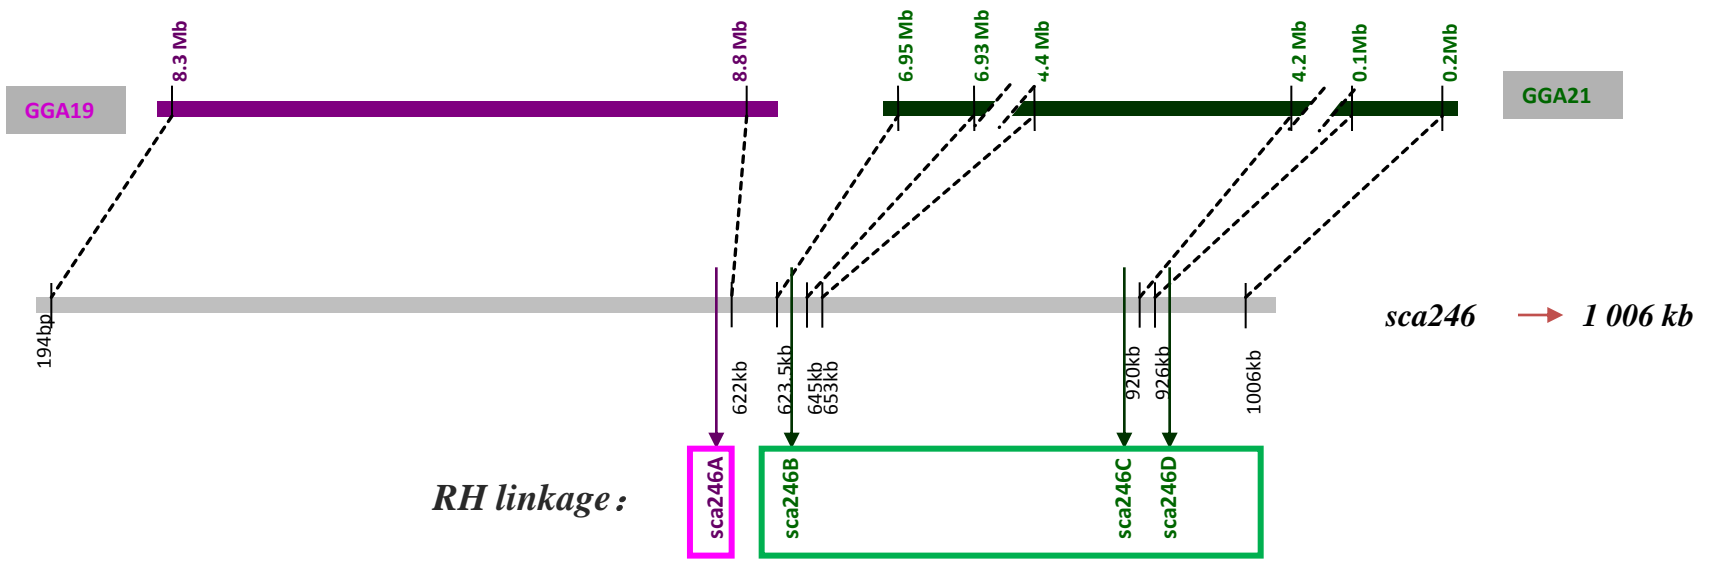 8.3 Mb
8.8 Mb
6.95 Mb
6.93 Mb
4.4 Mb
4.2 Mb
0.1Mb
0.2Mb
GGA19
GGA21
194bp
622kb
623.5kb
645kb
653kb
920kb
926kb
1006kb
sca246 → 1 006 kb
RH linkage :
sca246A
sca246B
sca246C
sca246D